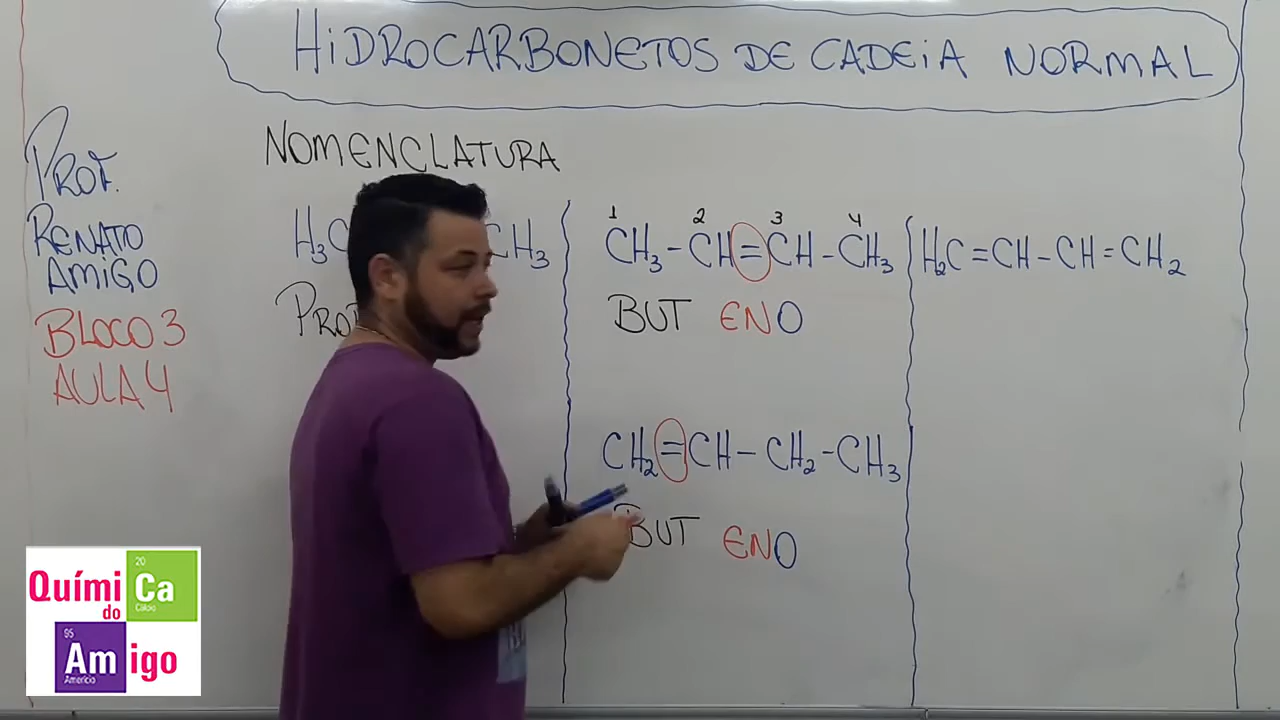 HIDROCARBONETOS DE CADEIA NORMAL
PROF.
RENATO
AMIGO
BLOCO 3
AULA 4
NOMENCLATURA
H3C CH3
1 2 3 4
CH3-CH=CH-CH3
BUT ENO
CH2=CH-CH2-CH3
BUT ENO
H2C=CH-CH=CH2
Quími 20 Ca Cálcio
do
95 Am igo
Amerício